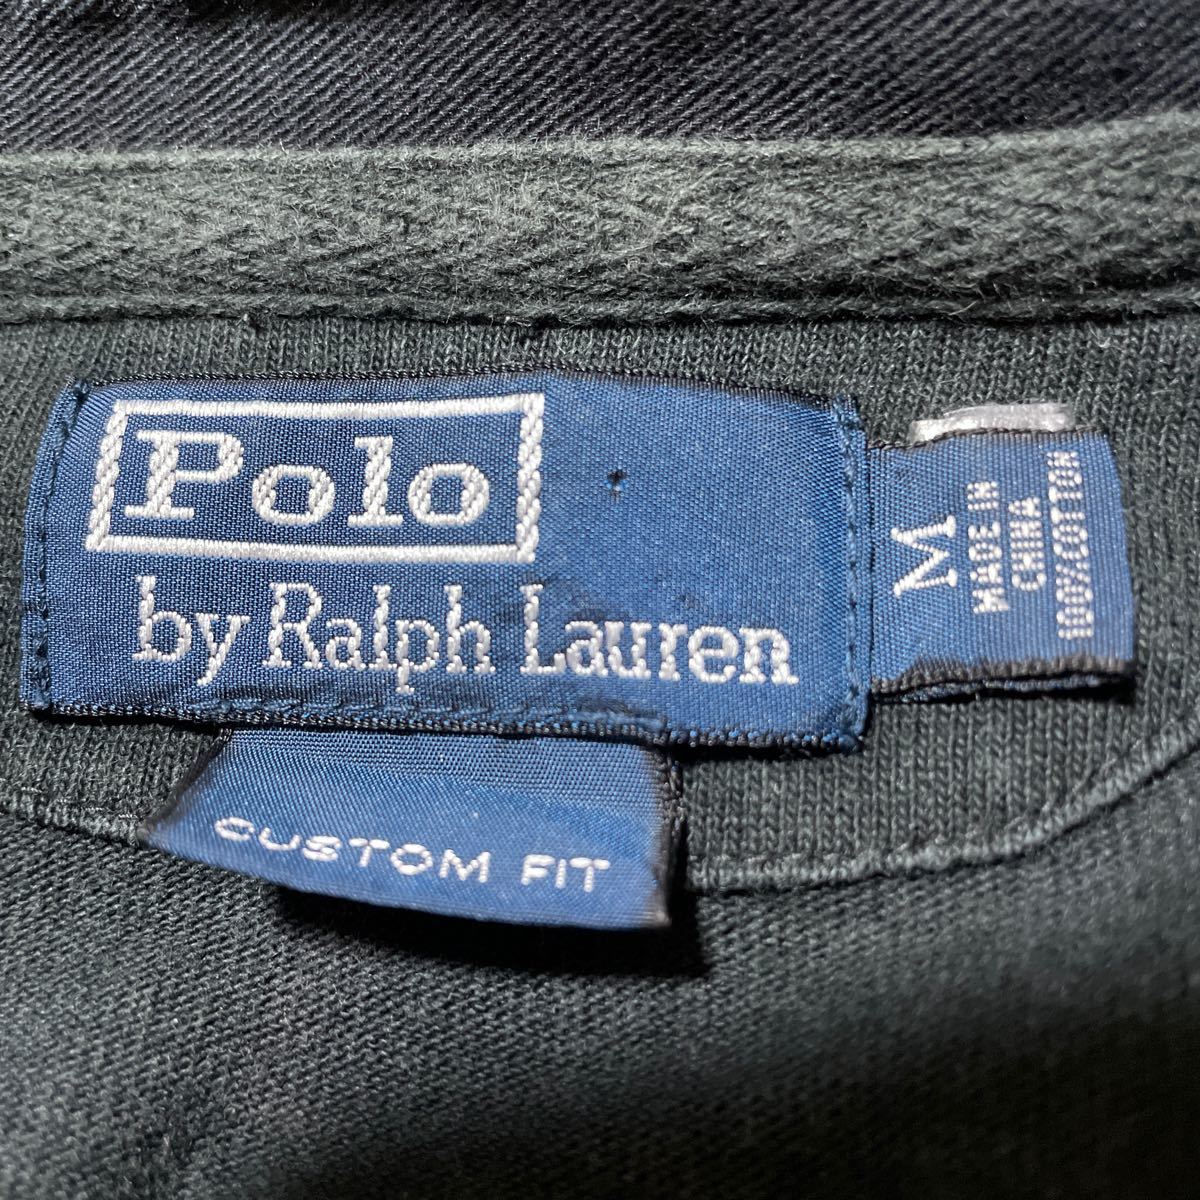 Polo
by Ralph Lauren
M
MADE IN
CHINA
100%COTTON
CUSTOM FIT